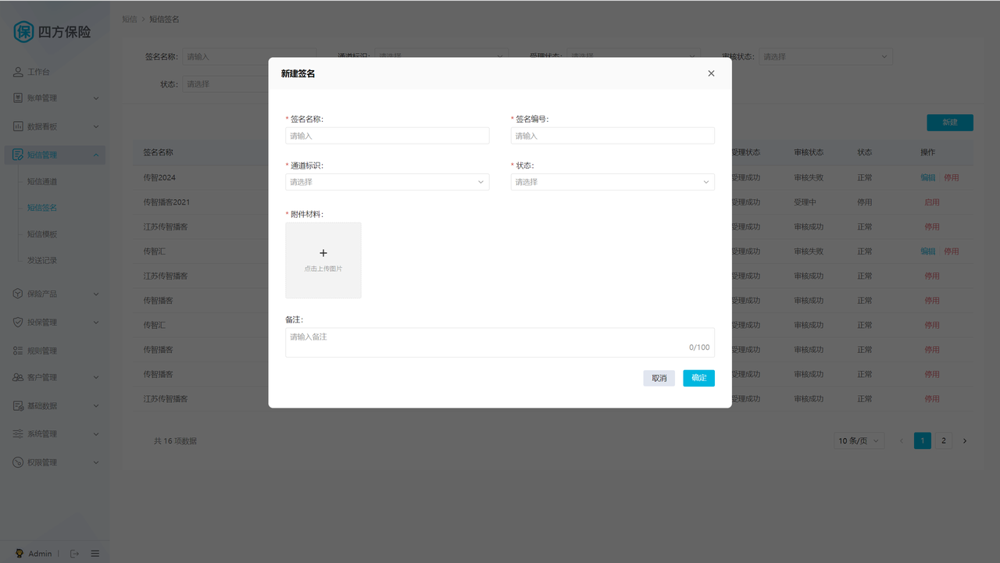 保 四方保险
短信 > 短信签名
工作台
账单管理
数据看板
短信管理
短信通道
短信签名
短信模板
发送记录
保险产品
投保管理
规则管理
客户管理
基础数据
系统管理
权限管理
Admin
签名名称: 请输入 通道标识: 请选择 受理状态: 请选择 审核状态: 请选择
状态: 请选择
新建
签名名称 受理状态 审核状态 状态 操作
传智2024 受理成功 审核失败 正常 编辑 停用
传智播客2021 受理成功 受理中 停用 启用
江苏传智播客 受理成功 审核成功 正常 停用
传智汇 受理成功 审核失败 正常 编辑 停用
江苏传智播客 受理成功 审核成功 正常 停用
传智播客 受理成功 审核成功 正常 停用
传智汇 受理成功 审核成功 正常 停用
传智播客 受理成功 审核成功 正常 停用
传智播客 受理成功 审核成功 正常 停用
江苏传智播客 受理成功 审核成功 正常 停用
共 16 项数据 10 条/页 1 2
新建签名
* 签名名称: * 签名编号:
请输入 请输入
* 通道标识: * 状态:
请选择 请选择
* 附件材料:
点击上传图片
备注:
请输入备注
0/100
取消 确定